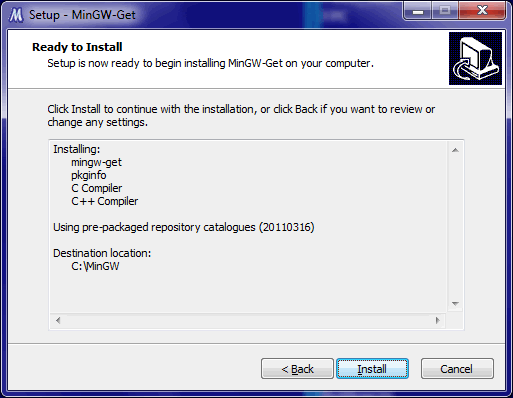 Setup - MinGW-Get
Ready to Install
Setup is now ready to begin installing MinGW-Get on your computer.
Click Install to continue with the installation, or click Back if you want to review or
change any settings.
Installing:
mingw-get
pkginfo
C Compiler
C++ Compiler
Using pre-packaged repository catalogues (20110316)
Destination location:
C:\MinGW
< Back
Install
Cancel